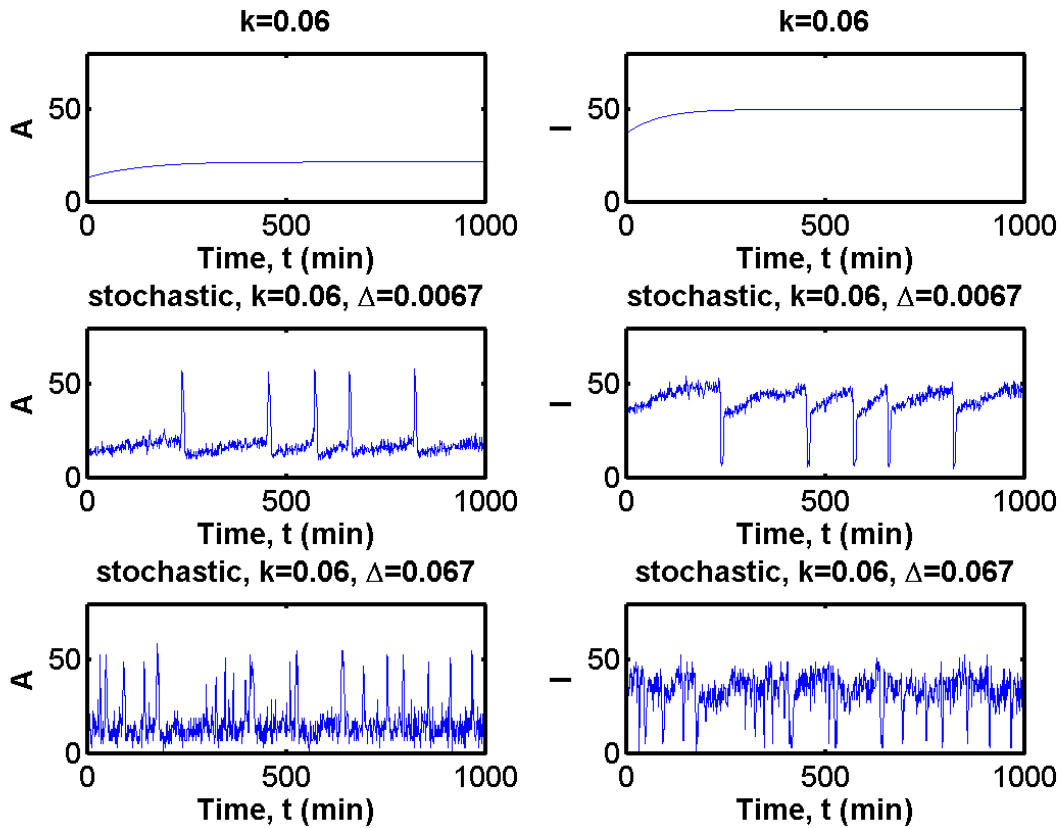 k=0.06
A
50
0
0
500
1000
Time, t (min)
k=0.06
I
50
0
0
500
1000
Time, t (min)
stochastic, k=0.06, Δ=0.0067
A
50
0
0
500
1000
Time, t (min)
stochastic, k=0.06, Δ=0.0067
I
50
0
0
500
1000
Time, t (min)
stochastic, k=0.06, Δ=0.067
A
50
0
0
500
1000
Time, t (min)
stochastic, k=0.06, Δ=0.067
I
50
0
0
500
1000
Time, t (min)